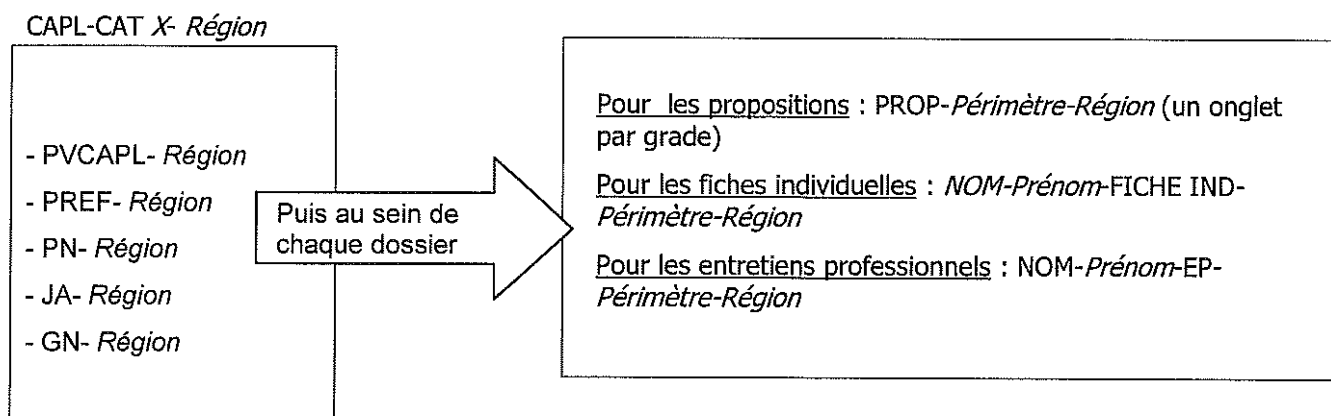 CAPL-CAT X- Région
- PVCAPL- Région
- PREF- Région
- PN- Région
- JA- Région
- GN- Région
Puis au sein de
chaque dossier
Pour les propositions : PROP-Périmètre-Région (un onglet
par grade)
Pour les fiches individuelles : NOM-Prénom-FICHE IND-
Périmètre-Région
Pour les entretiens professionnels : NOM-Prénom-EP-
Périmètre-Région